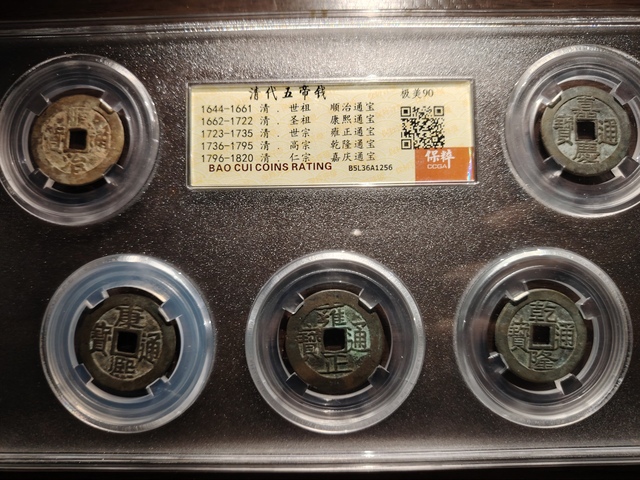 清代五帝钱
极美90
1644-1661 清. 世祖 顺治通宝
1662-1722 清. 圣祖 康熙通宝
1723-1735 清. 世宗 雍正通宝
1736-1795 清. 高宗 乾隆通宝
1796-1820 清. 仁宗 嘉庆通宝
BAO CUI COINS RATING
BSL36A1256
保粹
CCGA
嘉慶通寶
康熙通寶
雍正通寶
乾隆通寶